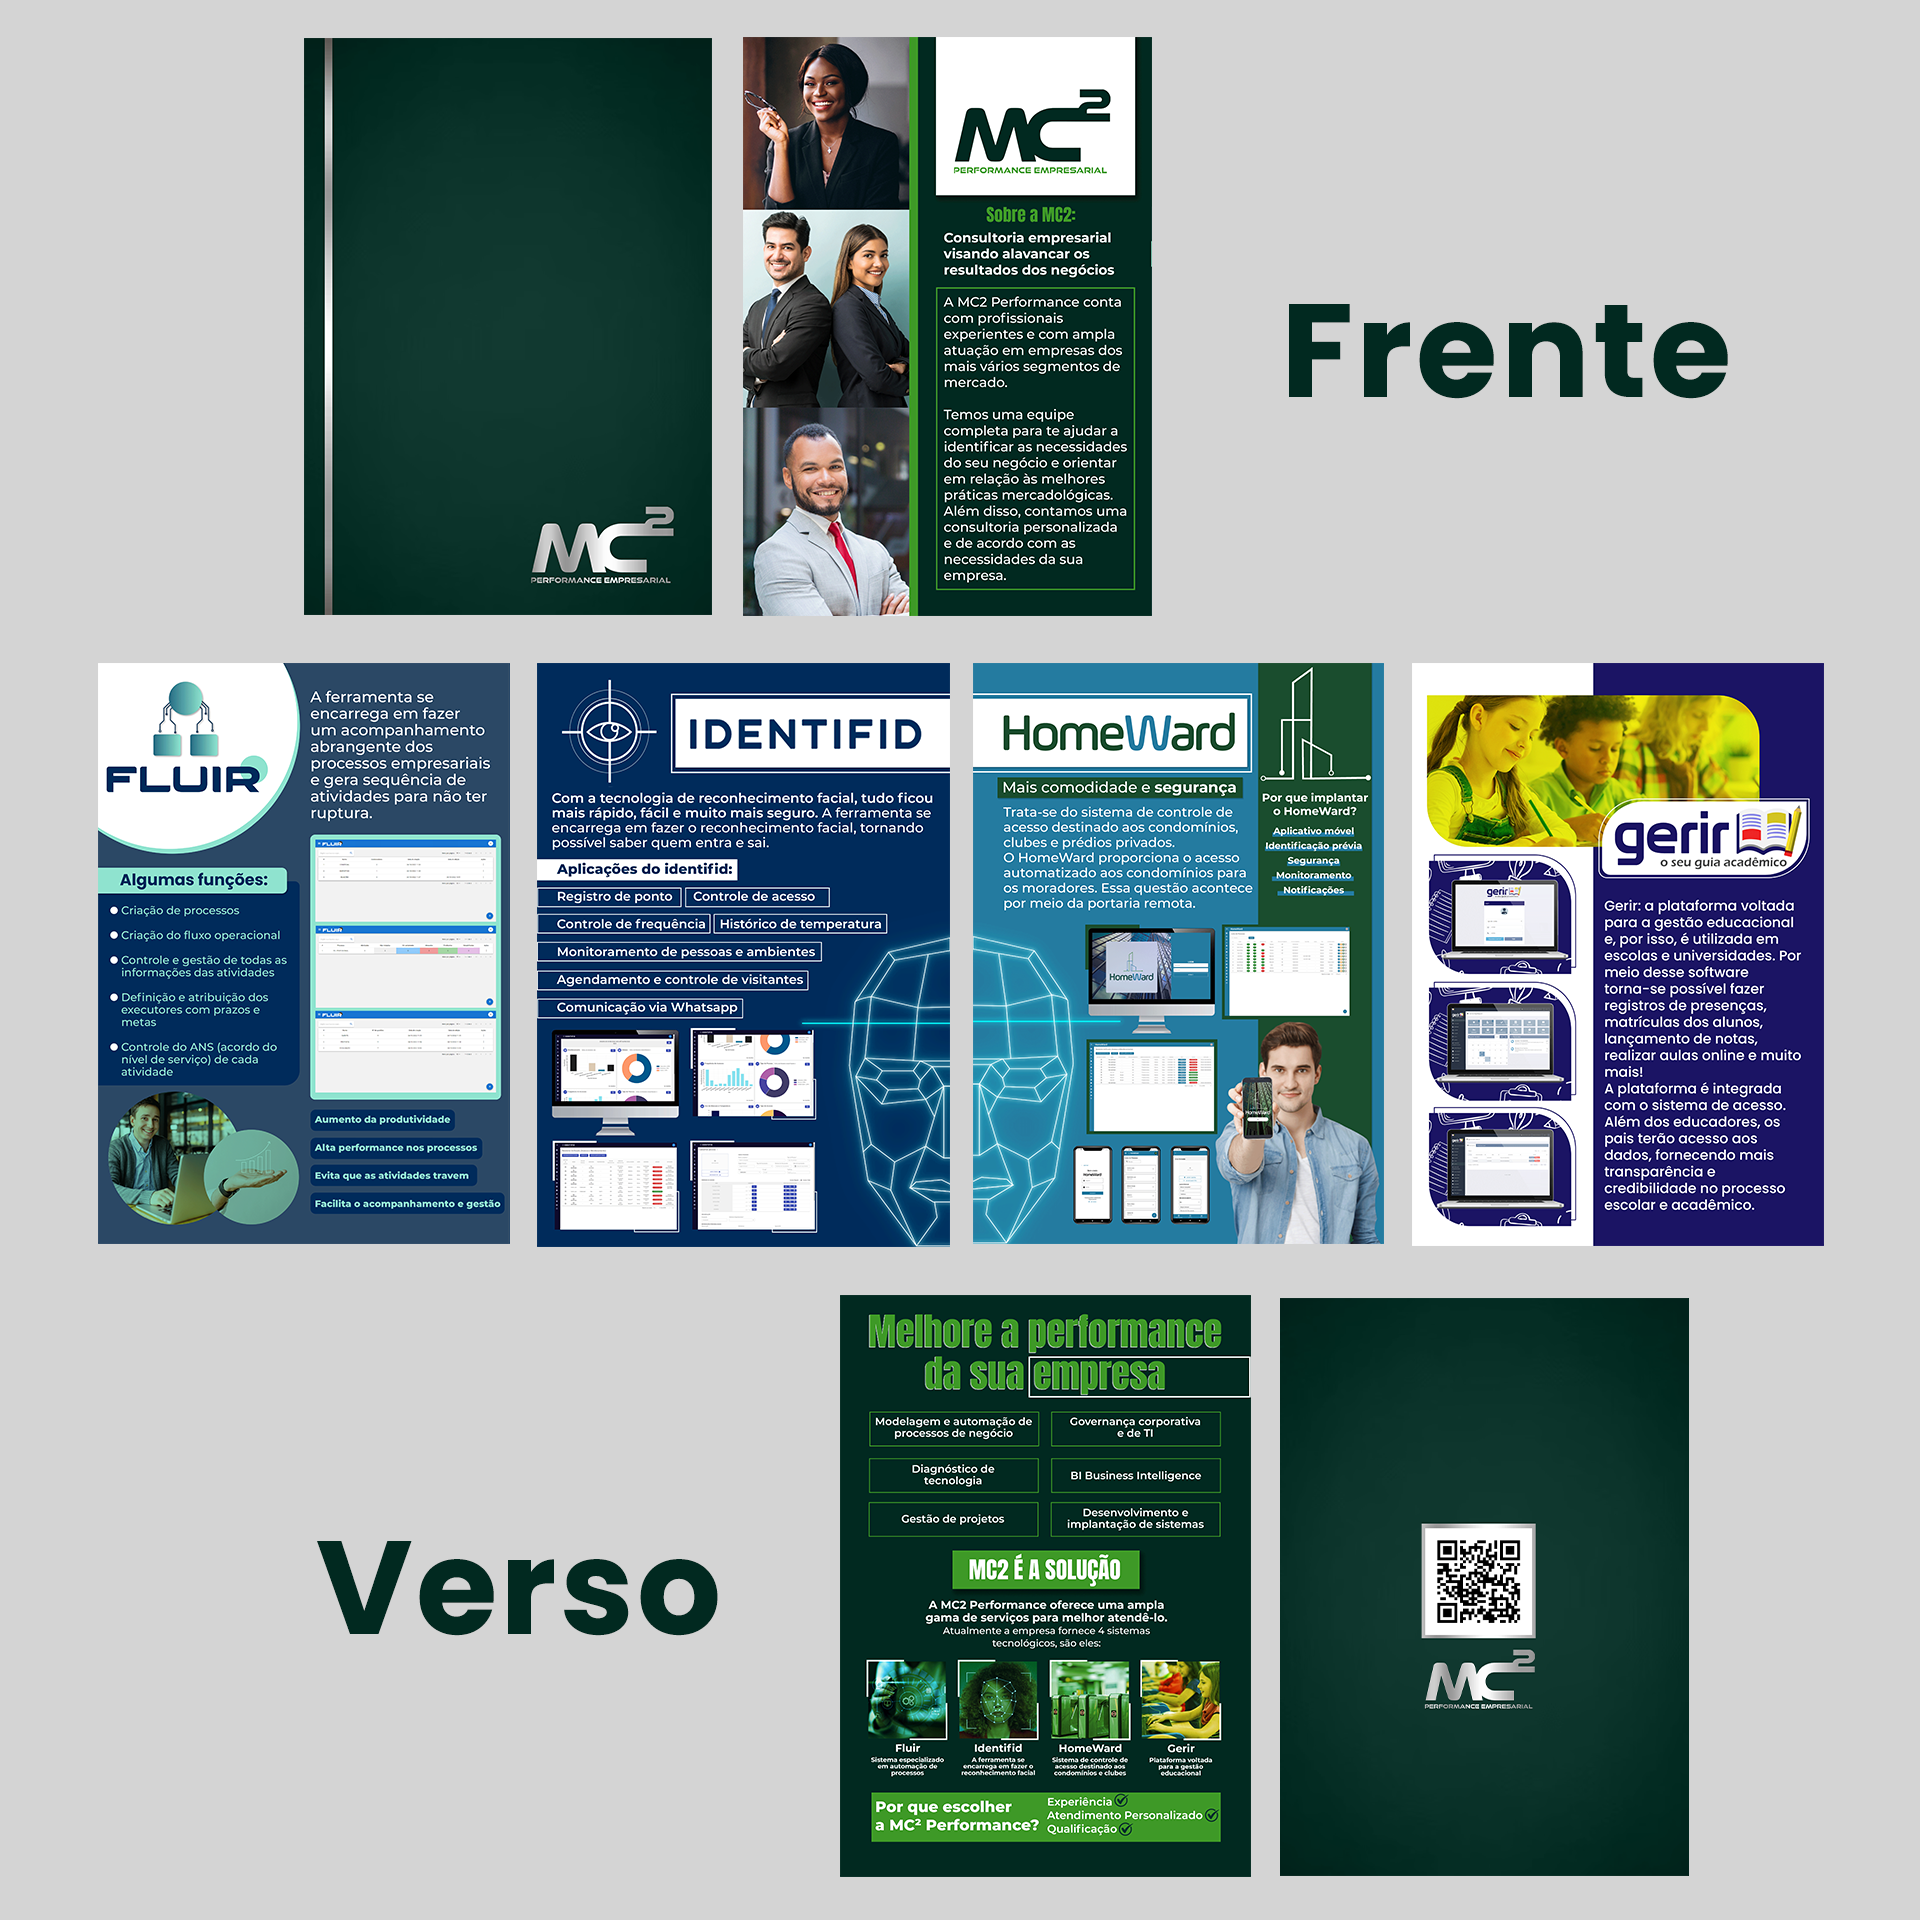 MC2
PERFORMANCE EMPRESARIAL
MC2
PERFORMANCE EMPRESARIAL
Sobre a MC2:
Consultoria empresarial
visando alavancar os
resultados dos negócios
A MC2 Performance conta
com profissionais
experientes e com ampla
atuação em empresas dos
mais vários segmentos de
mercado.
Temos uma equipe
completa para te ajudar a
identificar as necessidades
do seu negócio e orientar
em relação às melhores
práticas mercadológicas.
Além disso, contamos uma
consultoria personalizada
e de acordo com as
necessidades da sua
empresa.
Frente
FLUIR
A ferramenta se
encarrega em fazer
um acompanhamento
abrangente dos
processos empresariais
e gera sequência de
atividades para não ter
ruptura.
Algumas funções:
Criação de processos
Criação do fluxo operacional
Controle e gestão de todas as
informações das atividades
Definição e atribuição dos
executores com prazos e
metas
Controle do ANS (acordo do
nível de serviço) de cada
atividade
FLUIR
FLUIR
FLUIR
Aumento da produtividade
Alta performance nos processos
Evita que as atividades travem
Facilita o acompanhamento e gestão
IDENTIFID
Com a tecnologia de reconhecimento facial, tudo ficou
mais rápido, fácil e muito mais seguro. A ferramenta se
encarrega em fazer o reconhecimento facial, tornando
possível saber quem entra e sai.
Aplicações do identifid:
Registro de ponto
Controle de acesso
Controle de frequência
Histórico de temperatura
Monitoramento de pessoas e ambientes
Agendamento e controle de visitantes
Comunicação via Whatsapp
HomeWard
Mais comodidade e segurança
Trata-se do sistema de controle de
acesso destinado aos condomínios,
clubes e prédios privados.
O HomeWard proporciona o acesso
automatizado aos condomínios para
os moradores. Essa questão acontece
por meio da portaria remota.
Por que implantar
o HomeWard?
Aplicativo móvel
Identificação prévia
Segurança
Monitoramento
Notificações
HomeWard
HomeWard
HomeWard
gerir
o seu guia acadêmico
gerir
Gerir: a plataforma voltada
para a gestão educacional
e, por isso, é utilizada em
escolas e universidades. Por
meio desse software
torna-se possível fazer
registros de presenças,
matrículas dos alunos,
lançamento de notas,
realizar aulas online e muito
mais!
A plataforma é integrada
com o sistema de acesso.
Além dos educadores, os
pais terão acesso aos
dados, fornecendo mais
transparência e
credibilidade no processo
escolar e acadêmico.
Verso
Melhore a performance
da sua empresa
Modelagem e automação de
processos de negócio
Governança corporativa
e de TI
Diagnóstico de
tecnologia
BI Business Intelligence
Gestão de projetos
Desenvolvimento e
implantação de sistemas
MC2 É A SOLUÇÃO
A MC2 Performance oferece uma ampla
gama de serviços para melhor atendê-lo.
Atualmente a empresa fornece 4 sistemas
tecnológicos, são eles:
Fluir
Sistema especializado
em automação de
processos
Identifid
A ferramenta se
encarrega em fazer o
reconhecimento facial
HomeWard
Sistema de controle de
acesso destinado aos
condomínios e clubes
Gerir
Plataforma voltada
para a gestão
educacional
Por que escolher
a MC² Performance?
Experiência
Atendimento Personalizado
Qualificação
MC2
PERFORMANCE EMPRESARIAL